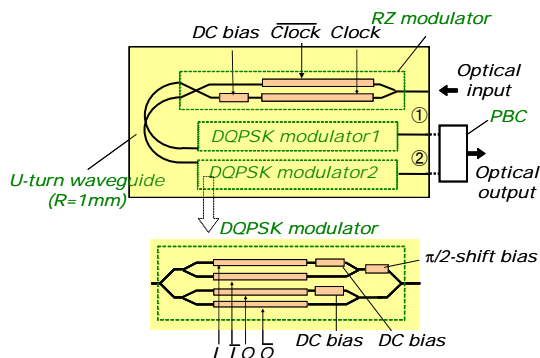 RZ modulator
DC bias C̅l̅o̅c̅k̅ Clock
Optical
input
①
PBC
DQPSK modulator1
②
DQPSK modulator2
U-turn waveguide
(R=1mm)
Optical
output
DQPSK modulator
π/2-shift bias
DC bias DC bias
I I̅ Q Q̅